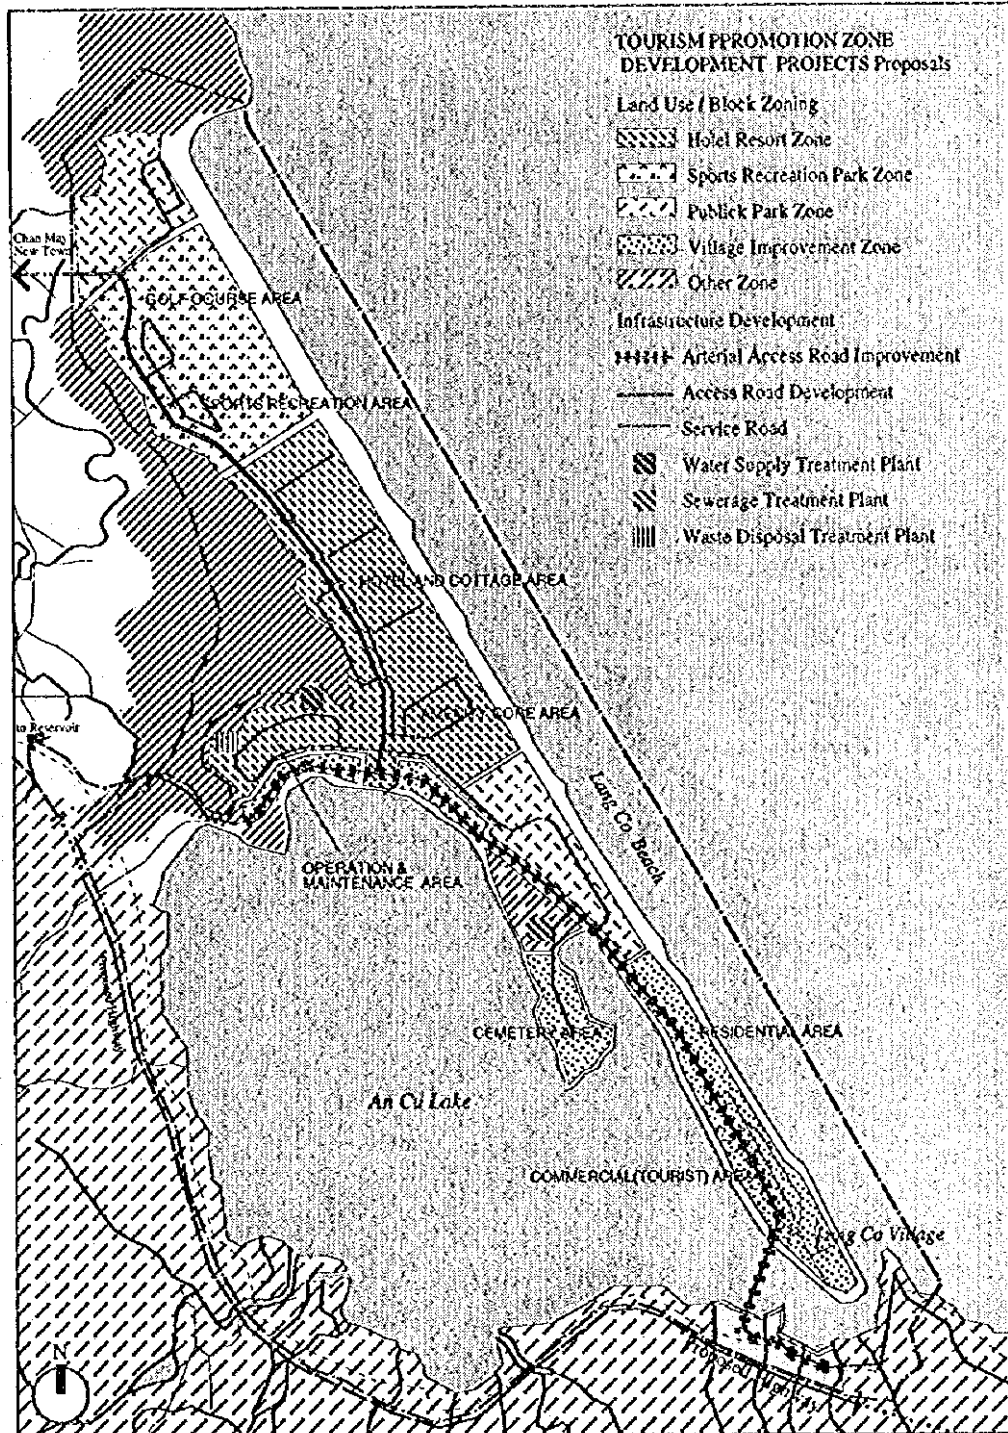 TOURISM PPROMOTION ZONE
DEVELOPMENT PROJECTS Proposals
Land Use / Block Zoning
Hotel Resort Zone
Sports Recreation Park Zone
Publick Park Zone
Village Improvement Zone
Other Zone
Infrastructure Development
Arterial Access Road Improvement
Access Road Development
Service Road
Water Supply Treatment Plant
Sewerage Treatment Plant
Waste Disposal Treatment Plant
Chan May
New Town
GOLF OCURSE AREA
SPORTS RECREATION AREA
HOTEL AND COTTAGE AREA
CORE AREA
to Reservoir
Lang Co Beach
OPERATION &
MAINTENANCE AREA
CEMETERY AREA
RESIDENTIAL AREA
An Cu Lake
COMMERCIAL(TOURIST) AREA
Lang Co Village
Proposed Highway
N